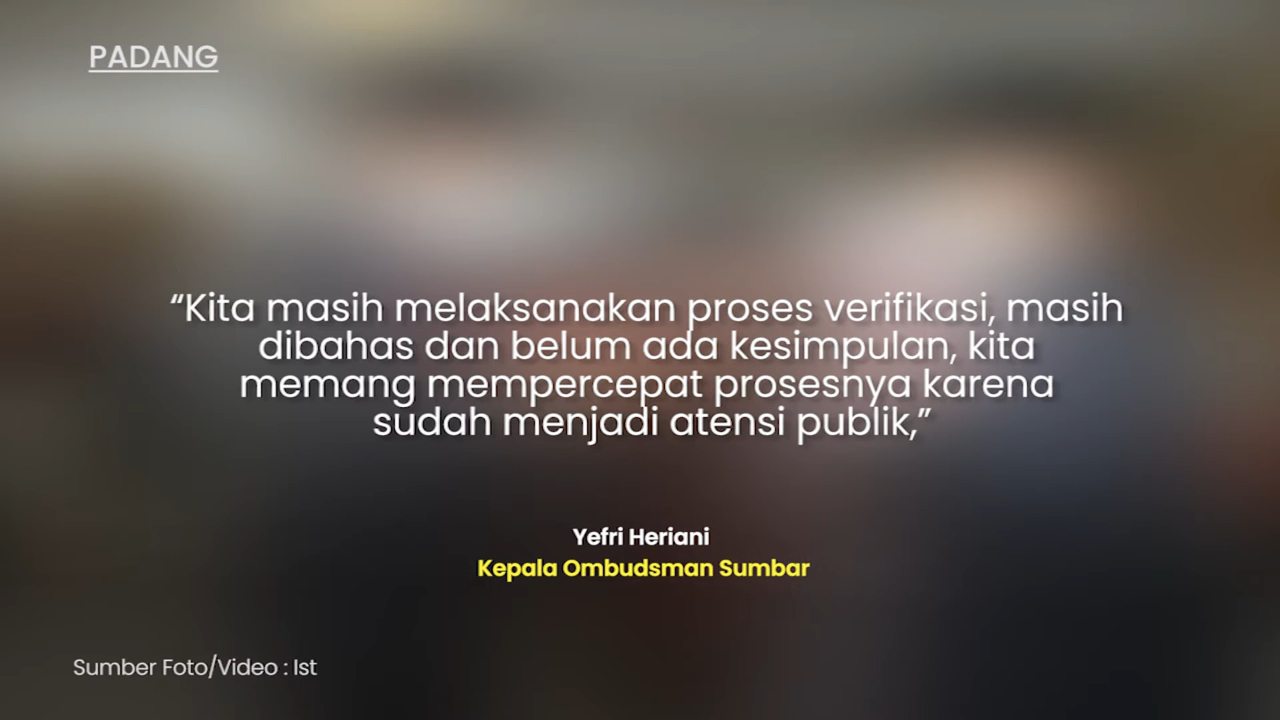 PADANG
“Kita masih melaksanakan proses verifikasi, masih
dibahas dan belum ada kesimpulan, kita
memang mempercepat prosesnya karena
sudah menjadi atensi publik,”
Yefri Heriani
Kepala Ombudsman Sumbar
Sumber Foto/Video : Ist